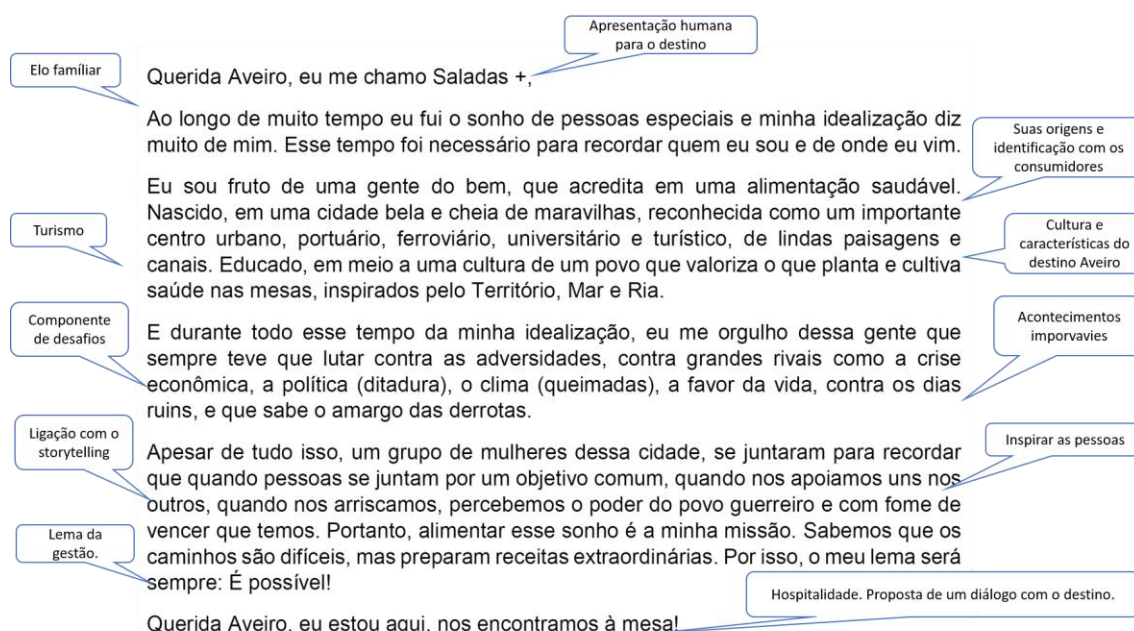 Apresentação humana
para o destino
Elo famíliar
Querida Aveiro, eu me chamo Saladas +,
Ao longo de muito tempo eu fui o sonho de pessoas especiais e minha idealização diz
muito de mim. Esse tempo foi necessário para recordar quem eu sou e de onde eu vim.
Suas origens e
identificação com os
consumidores
Eu sou fruto de uma gente do bem, que acredita em uma alimentação saudável.
Nascido, em uma cidade bela e cheia de maravilhas, reconhecida como um importante
centro urbano, portuário, ferroviário, universitário e turístico, de lindas paisagens e
canais. Educado, em meio a uma cultura de um povo que valoriza o que planta e cultiva
saúde nas mesas, inspirados pelo Território, Mar e Ria.
Turismo
Cultura e
características do
destino Aveiro
Componente
de desafios
Acontecimentos
imporvavies
E durante todo esse tempo da minha idealização, eu me orgulho dessa gente que
sempre teve que lutar contra as adversidades, contra grandes rivais como a crise
econômica, a política (ditadura), o clima (queimadas), a favor da vida, contra os dias
ruins, e que sabe o amargo das derrotas.
Ligação com o
storytelling
Inspirar as pessoas
Apesar de tudo isso, um grupo de mulheres dessa cidade, se juntaram para recordar
que quando pessoas se juntam por um objetivo comum, quando nos apoiamos uns nos
outros, quando nos arriscamos, percebemos o poder do povo guerreiro e com fome de
vencer que temos. Portanto, alimentar esse sonho é a minha missão. Sabemos que os
caminhos são difíceis, mas preparam receitas extraordinárias. Por isso, o meu lema será
sempre: É possível!
Lema da
gestão.
Hospitalidade. Proposta de um diálogo com o destino.
Querida Aveiro, eu estou aqui, nos encontramos à mesa!